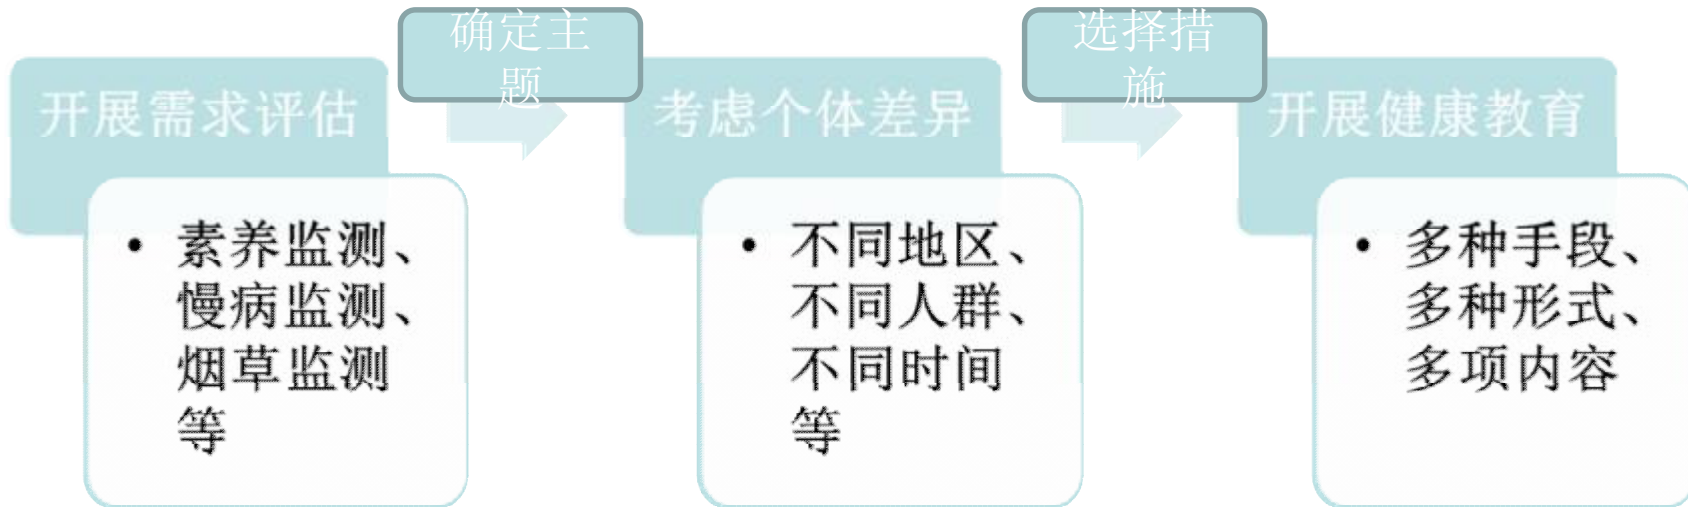 开展需求评估
• 素养监测、
慢病监测、
烟草监测
等
确定主
题
考虑个体差异
• 不同地区、
不同人群、
不同时间
等
选择措
施
开展健康教育
• 多种手段、
多种形式、
多项内容